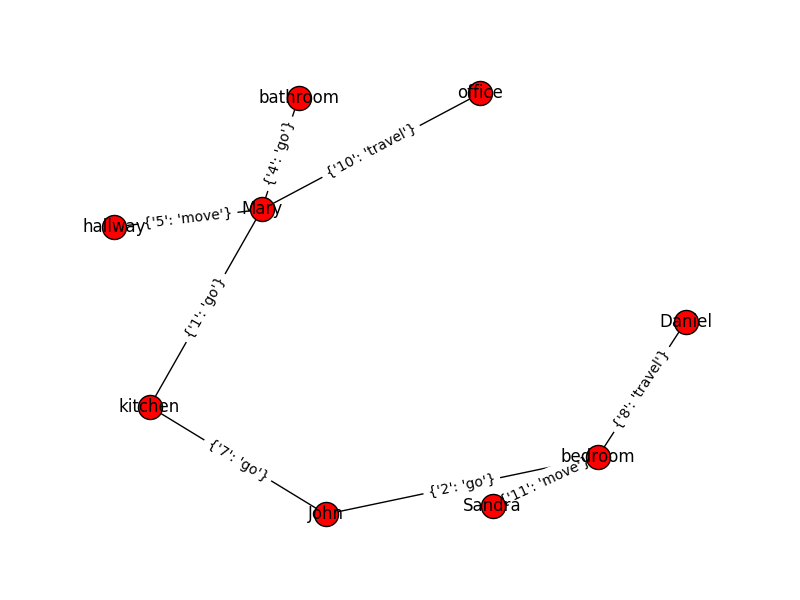 bathroom
office
{'4': 'go'}
{'10': 'travel'}
Mary
hallway
{'5': 'move'}
{'1': 'go'}
Daniel
{'8': 'travel'}
kitchen
{'7': 'go'}
bedroom
{'2': 'go'}
{'11': 'move'}
Sandra
John